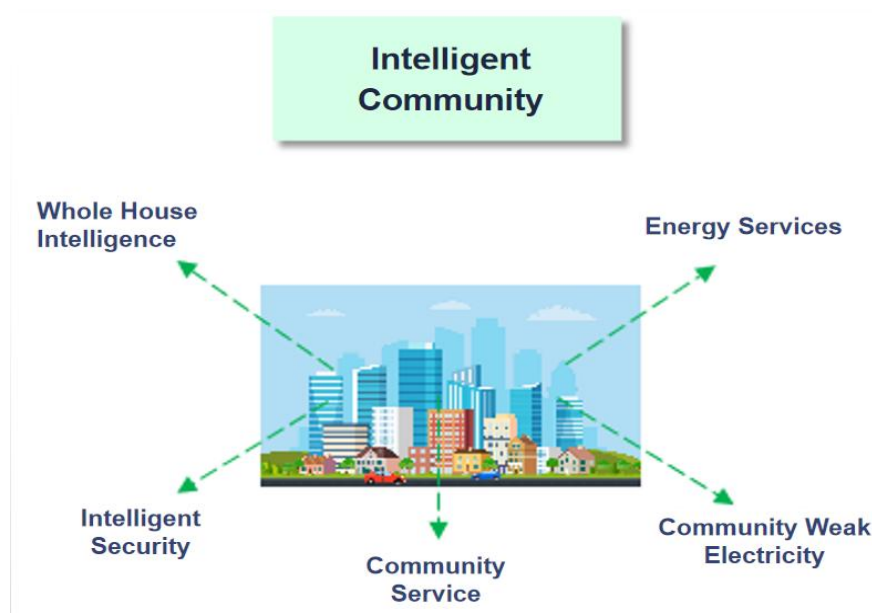 Intelligent
Community
Whole House
Intelligence
Energy Services
Intelligent
Security
Community
Service
Community Weak
Electricity